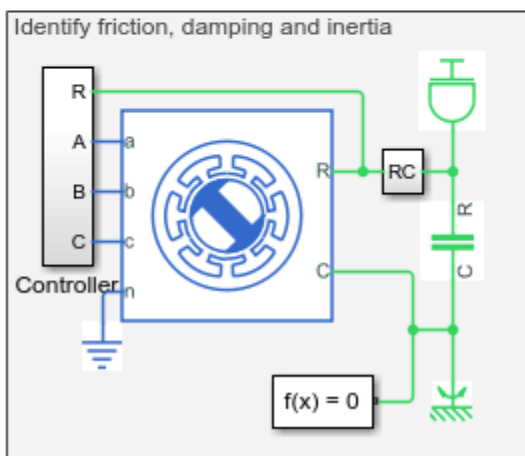 Identify friction, damping and inertia
R
A
B
C
Controller
a
b
c
n
R
C
RC
R
C
f(x) = 0